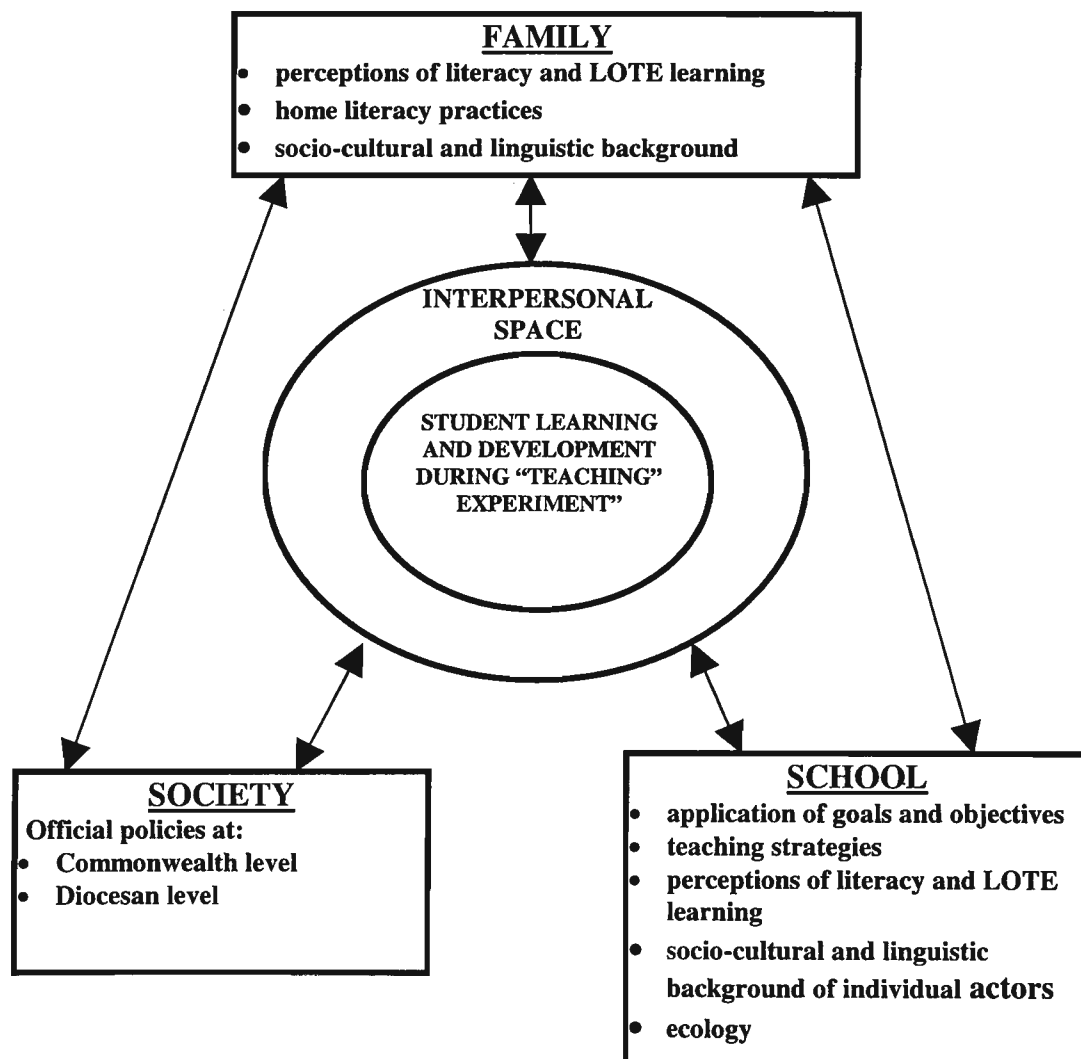 FAMILY
• perceptions of literacy and LOTE learning
• home literacy practices
• socio-cultural and linguistic background
INTERPERSONAL
SPACE
STUDENT LEARNING
AND DEVELOPMENT
DURING “TEACHING”
EXPERIMENT”
SOCIETY
Official policies at:
• Commonwealth level
• Diocesan level
SCHOOL
• application of goals and objectives
• teaching strategies
• perceptions of literacy and LOTE
learning
• socio-cultural and linguistic
background of individual actors
• ecology